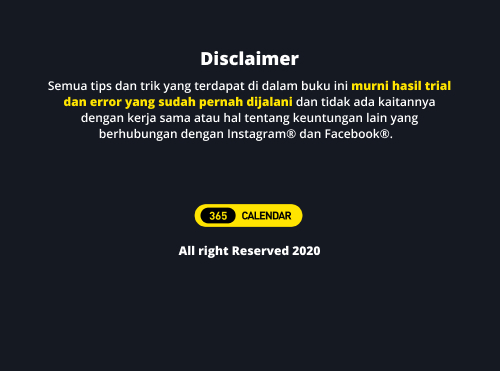 Disclaimer
Semua tips dan trik yang terdapat di dalam buku ini murni hasil trial
dan error yang sudah pernah dijalani dan tidak ada kaitannya
dengan kerja sama atau hal tentang keuntungan lain yang
berhubungan dengan Instagram® dan Facebook®.
365 CALENDAR
All right Reserved 2020